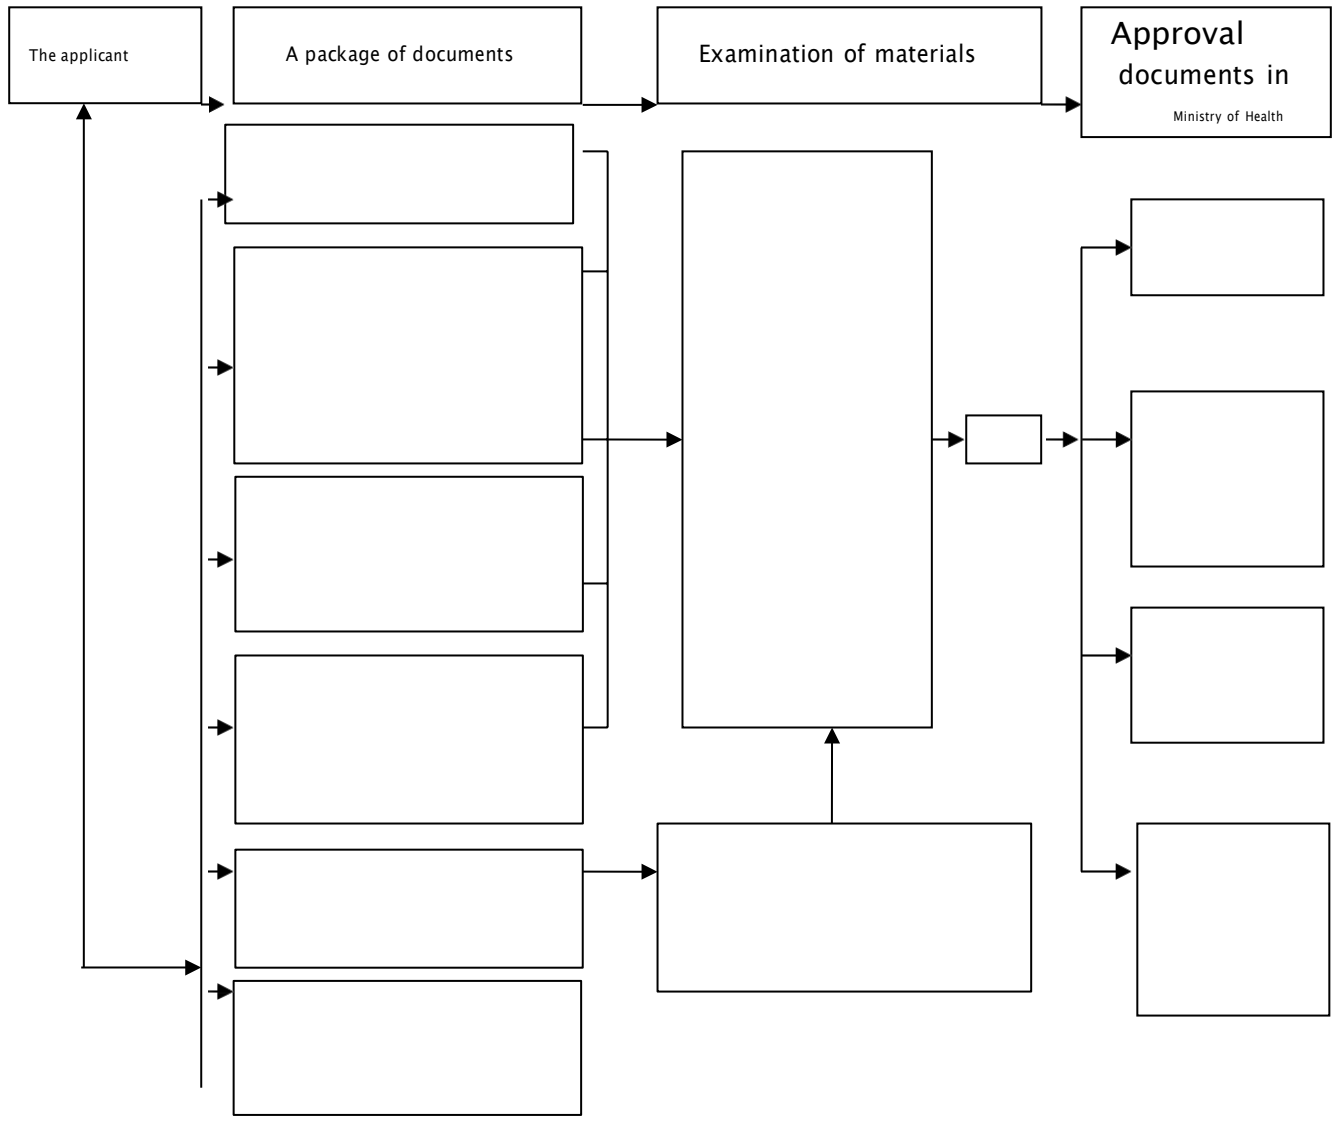 The applicant
A package of documents
Examination of materials
Approval
documents in
Ministry of Health